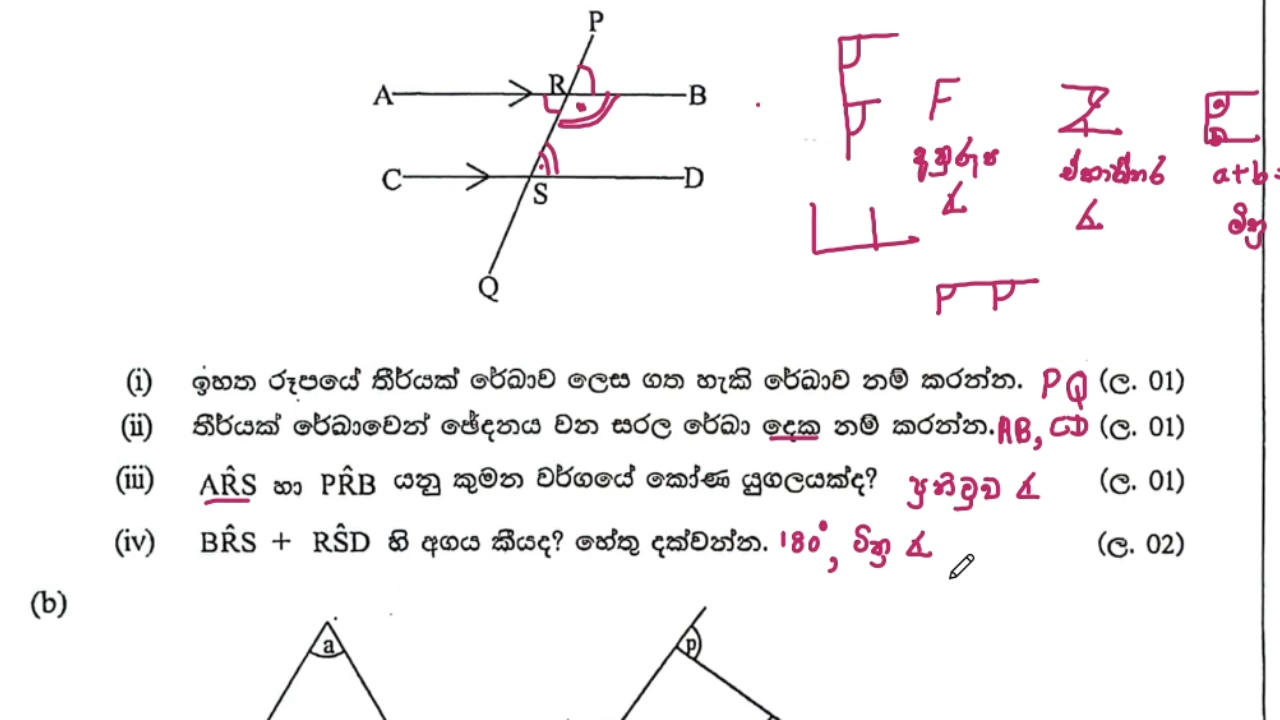 P
A R B
C S D
Q
F
Z
a
b
අනුරූප
∠
ඒකාන්තර
∠
a+b=
මිත්‍ර
(i) ඉහත රූපයේ තීර්යක් රේඛාව ලෙස ගත හැකි රේඛාව නම් කරන්න. PQ (ල. 01)
(ii) තීර්යක් රේඛාවෙන් ඡේදනය වන සරල රේඛා දෙක නම් කරන්න. AB, CD (ල. 01)
(iii) AR̂S හා PR̂B යනු කුමන වර්ගයේ කෝණ යුගලයක්ද? ප්‍රතිමුඛ ∠ (ල. 01)
(iv) BR̂S + RŜD හි අගය කීයද? හේතු දක්වන්න. 180°, මිත්‍ර ∠ (ල. 02)
(b)
a p